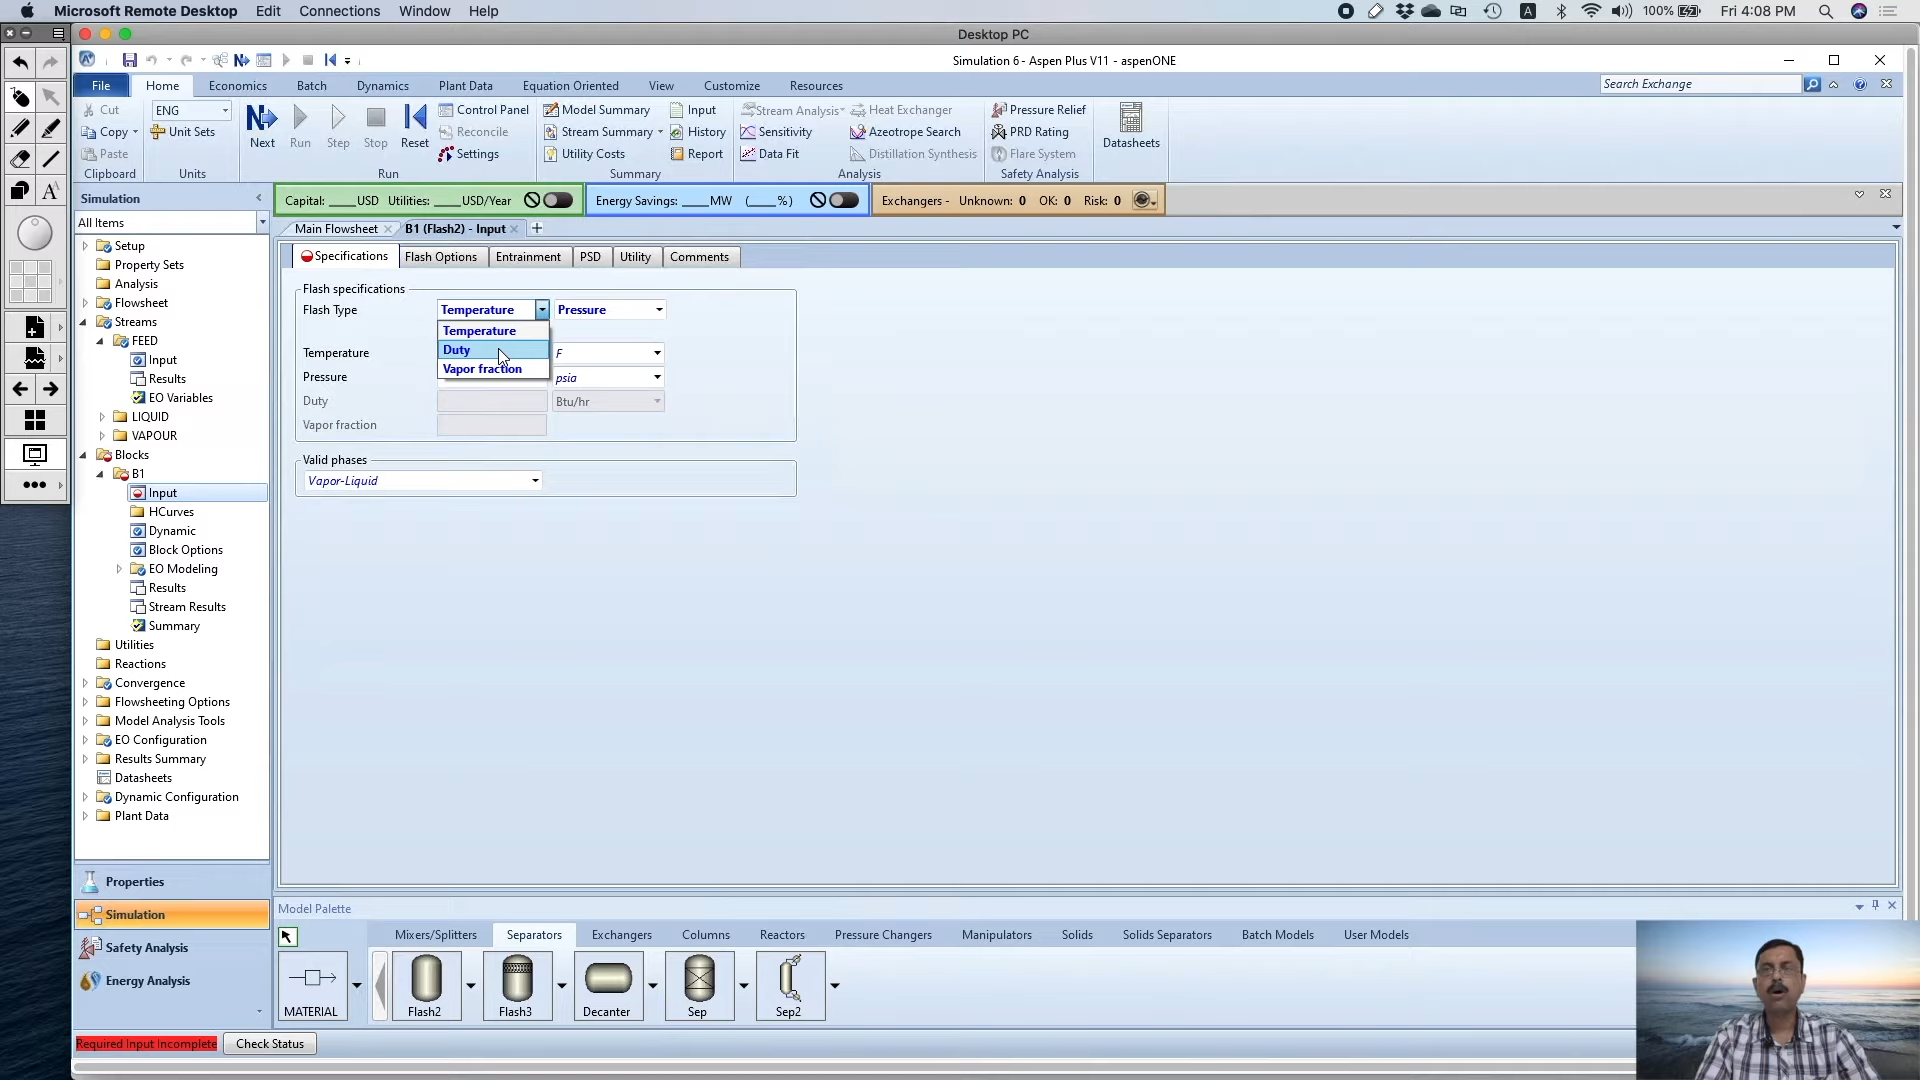 Microsoft Remote Desktop Edit Connections Window Help
A 100% Fri 4:08 PM
Desktop PC
Simulation 6 - Aspen Plus V11 - aspenONE
File Home Economics Batch Dynamics Plant Data Equation Oriented View Customize Resources
Search Exchange
Cut ENG Control Panel Model Summary Input Stream Analysis Heat Exchanger Pressure Relief
Copy Unit Sets Next Run Step Stop Reset Reconcile Stream Summary History Sensitivity Azeotrope Search PRD Rating Datasheets
Paste Settings Utility Costs Report Data Fit Distillation Synthesis Flare System
Clipboard Units Run Summary Analysis Safety Analysis
Simulation
Capital: ____USD Utilities: ____USD/Year
Energy Savings: ____MW (____%)
Exchangers - Unknown: 0 OK: 0 Risk: 0
All Items
Main Flowsheet B1 (Flash2) - Input
Setup
Property Sets
Analysis
Flowsheet
Streams
FEED
Input
Results
EO Variables
LIQUID
VAPOUR
Blocks
B1
Input
HCurves
Dynamic
Block Options
EO Modeling
Results
Stream Results
Summary
Utilities
Reactions
Convergence
Flowsheeting Options
Model Analysis Tools
EO Configuration
Results Summary
Datasheets
Dynamic Configuration
Plant Data
Specifications Flash Options Entrainment PSD Utility Comments
Flash specifications
Flash Type Temperature Pressure
Temperature
Duty
Vapor fraction
Temperature F
Pressure psia
Duty Btu/hr
Vapor fraction
Valid phases
Vapor-Liquid
Properties
Simulation
Safety Analysis
Energy Analysis
Model Palette
Mixers/Splitters Separators Exchangers Columns Reactors Pressure Changers Manipulators Solids Solids Separators Batch Models User Models
MATERIAL Flash2 Flash3 Decanter Sep Sep2
Required Input Incomplete Check Status